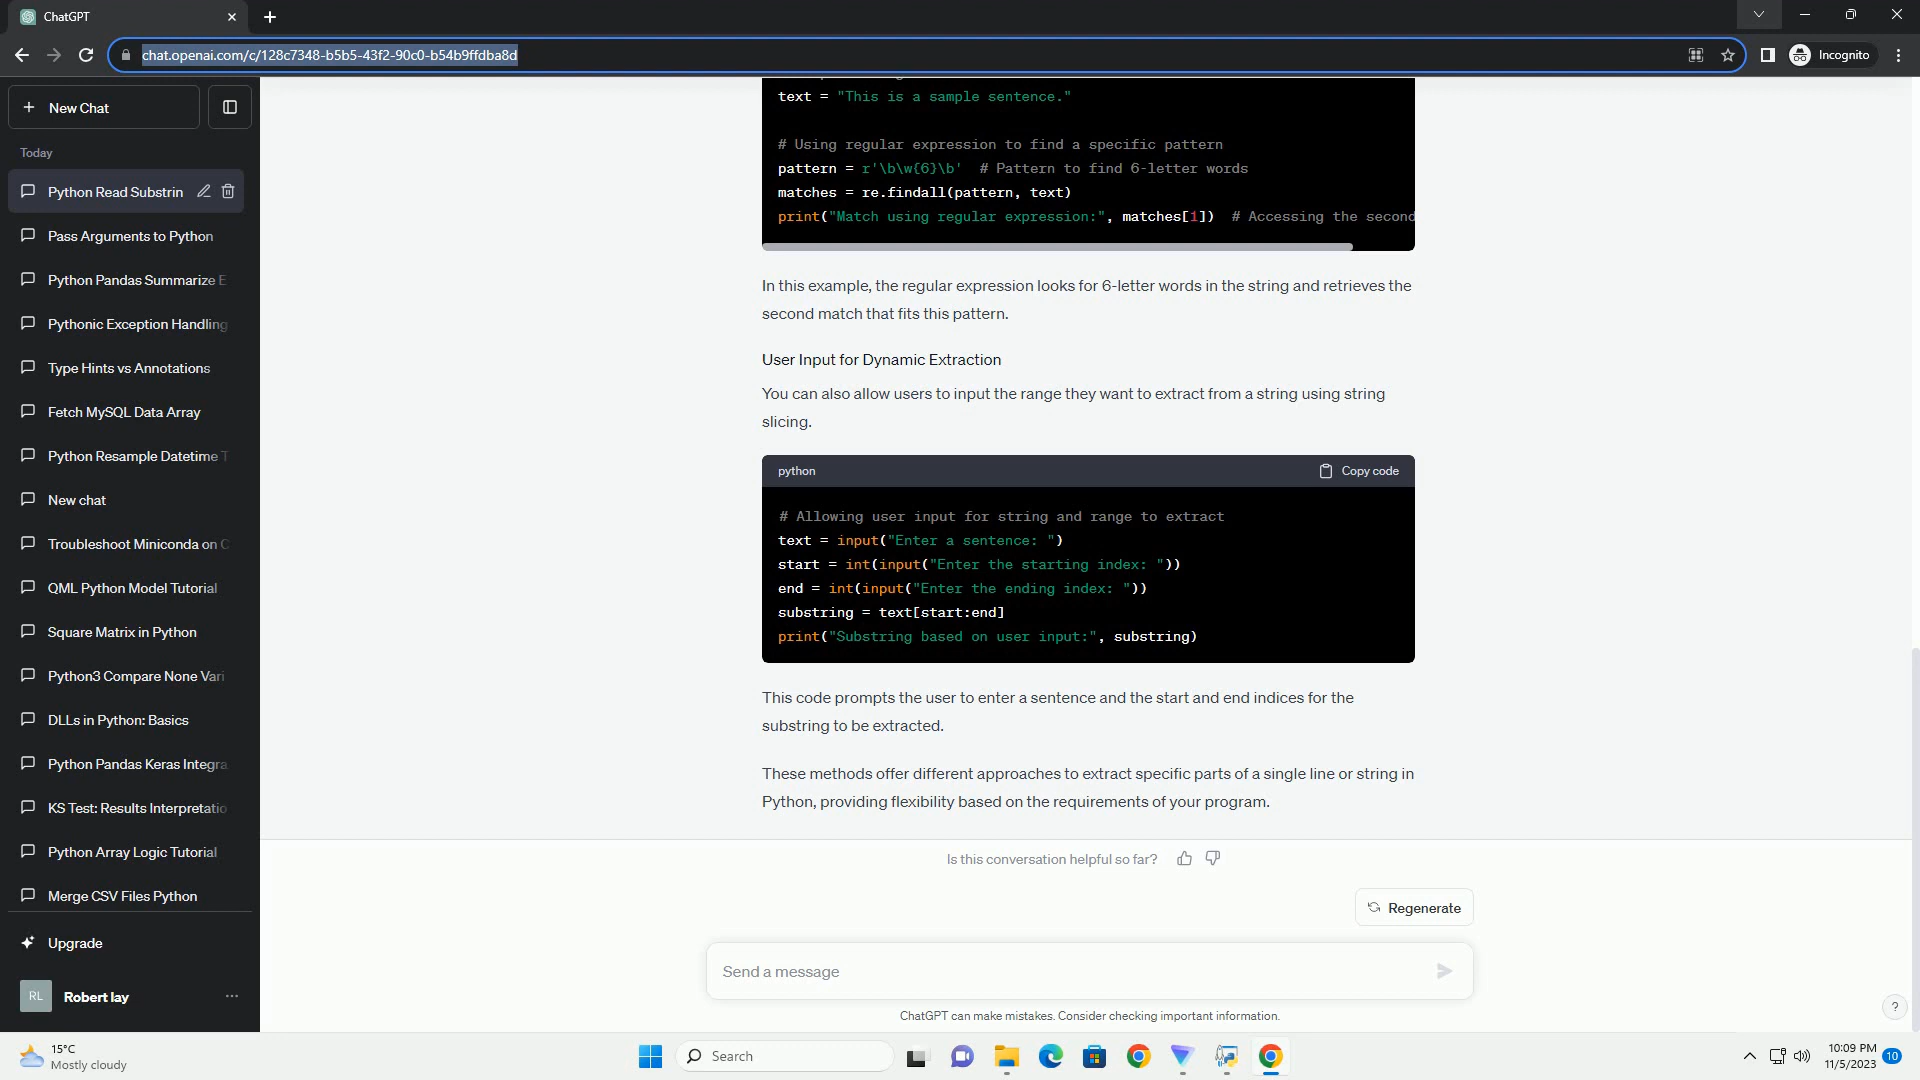 ChatGPT
chat.openai.com/c/128c7348-b5b5-43f2-90c0-b54b9ffdba8d
Incognito
New Chat
Today
Python Read Substrin
Pass Arguments to Python
Python Pandas Summarize E
Pythonic Exception Handling
Type Hints vs Annotations
Fetch MySQL Data Array
Python Resample Datetime T
New chat
Troubleshoot Miniconda on C
QML Python Model Tutorial
Square Matrix in Python
Python3 Compare None Vari
DLLs in Python: Basics
Python Pandas Keras Integra
KS Test: Results Interpretatio
Python Array Logic Tutorial
Merge CSV Files Python
Upgrade
RL
Robert lay
text = "This is a sample sentence."
# Using regular expression to find a specific pattern
pattern = r'\b\w{6}\b'  # Pattern to find 6-letter words
matches = re.findall(pattern, text)
print("Match using regular expression:", matches[1])  # Accessing the second
In this example, the regular expression looks for 6-letter words in the string and retrieves the
second match that fits this pattern.
User Input for Dynamic Extraction
You can also allow users to input the range they want to extract from a string using string
slicing.
python
Copy code
# Allowing user input for string and range to extract
text = input("Enter a sentence: ")
start = int(input("Enter the starting index: "))
end = int(input("Enter the ending index: "))
substring = text[start:end]
print("Substring based on user input:", substring)
This code prompts the user to enter a sentence and the start and end indices for the
substring to be extracted.
These methods offer different approaches to extract specific parts of a single line or string in
Python, providing flexibility based on the requirements of your program.
Is this conversation helpful so far?
Regenerate
Send a message
ChatGPT can make mistakes. Consider checking important information.
?
15°C
Mostly cloudy
Search
10:09 PM
11/5/2023
10